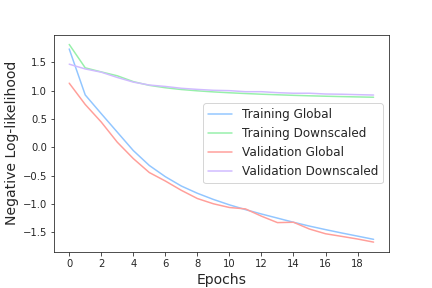 1.5
1.0
0.5
0.0
−0.5
−1.0
−1.5
Negative Log-likelihood
Training Global
Training Downscaled
Validation Global
Validation Downscaled
0 2 4 6 8 10 12 14 16 18
Epochs